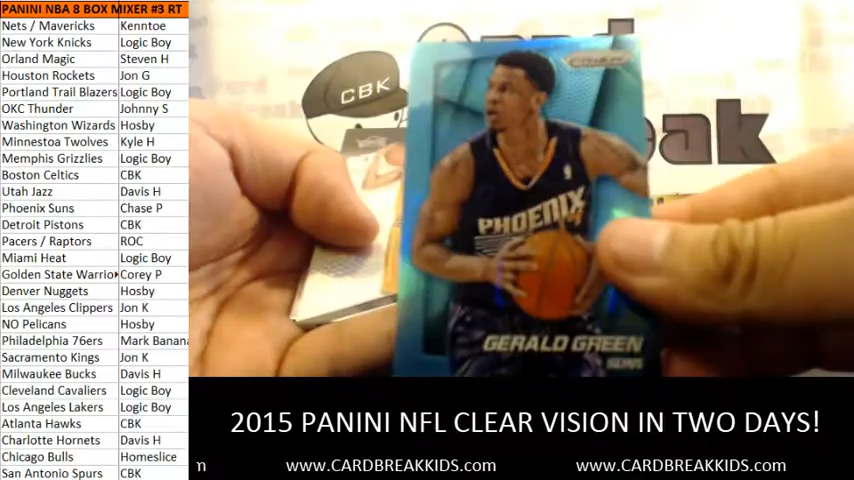 PANINI NBA 8 BOX MIXER #3 RT
Nets / Mavericks Kenntoe
New York Knicks Logic Boy
Orland Magic Steven H
Houston Rockets Jon G
Portland Trail Blazers Logic Boy
OKC Thunder Johnny S
Washington Wizards Hosby
Minnestoa Twolves Kyle H
Memphis Grizzlies Logic Boy
Boston Celtics CBK
Utah Jazz Davis H
Phoenix Suns Chase P
Detroit Pistons CBK
Pacers / Raptors ROC
Miami Heat Logic Boy
Golden State Warrio Corey P
Denver Nuggets Hosby
Los Angeles Clippers Jon K
NO Pelicans Hosby
Philadelphia 76ers Mark Banana
Sacramento Kings Jon K
Milwaukee Bucks Davis H
Cleveland Cavaliers Logic Boy
Los Angeles Lakers Logic Boy
Atlanta Hawks CBK
Charlotte Hornets Davis H
Chicago Bulls Homeslice
San Antonio Spurs CBK
CBK
eak
PRIZM
PHOENIX
GERALD GREEN
SUNS
2015 PANINI NFL CLEAR VISION IN TWO DAYS!
m www.CARDBREAKKIDS.com www.CARDBREAKKIDS.com